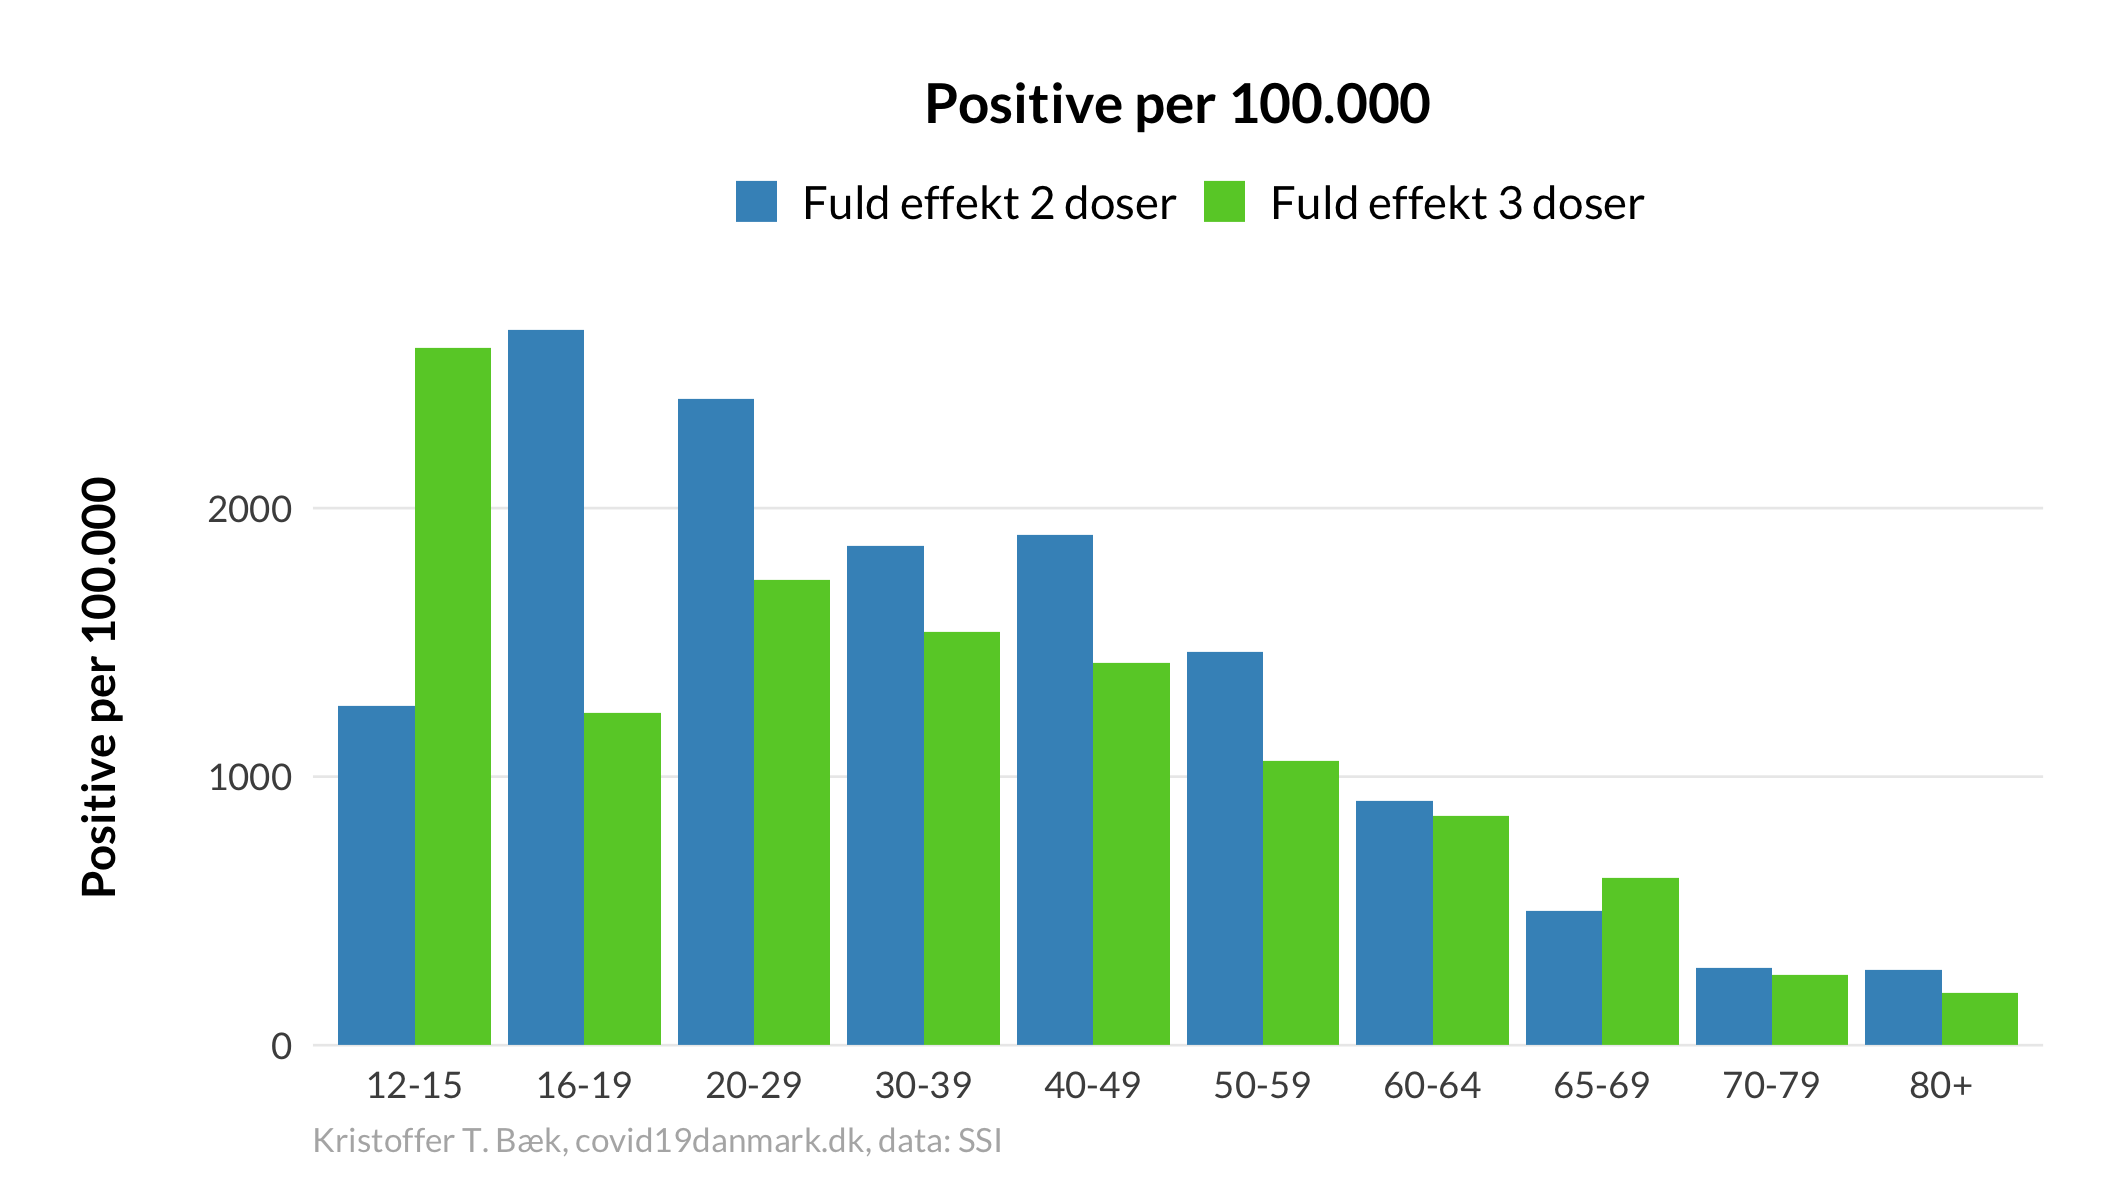 Positive per 100.000
Fuld effekt 2 doser
Fuld effekt 3 doser
Positive per 100.000
2000
1000
0
12-15
16-19
20-29
30-39
40-49
50-59
60-64
65-69
70-79
80+
Kristoffer T. Bæk, covid19danmark.dk, data: SSI